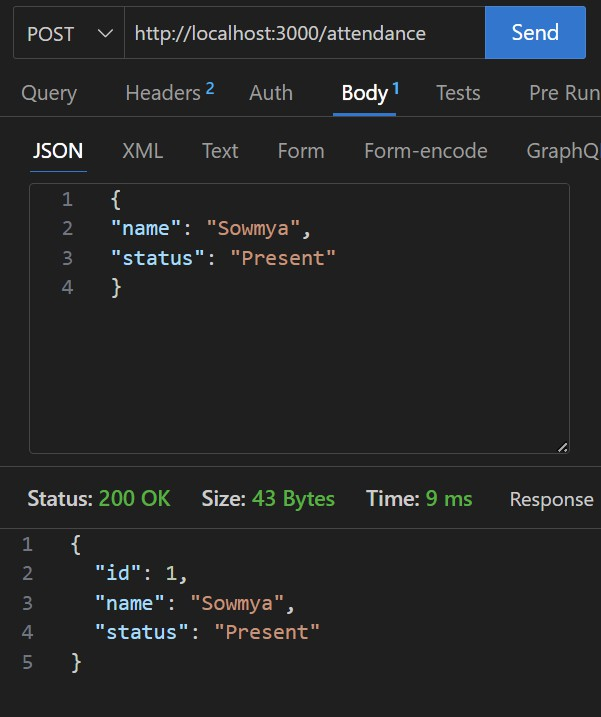 POST http://localhost:3000/attendance Send
Query Headers 2 Auth Body 1 Tests Pre Run
JSON XML Text Form Form-encode GraphQ
1 {
2 "name": "Sowmya",
3 "status": "Present"
4 }
Status: 200 OK Size: 43 Bytes Time: 9 ms Response
1 {
2 "id": 1,
3 "name": "Sowmya",
4 "status": "Present"
5 }